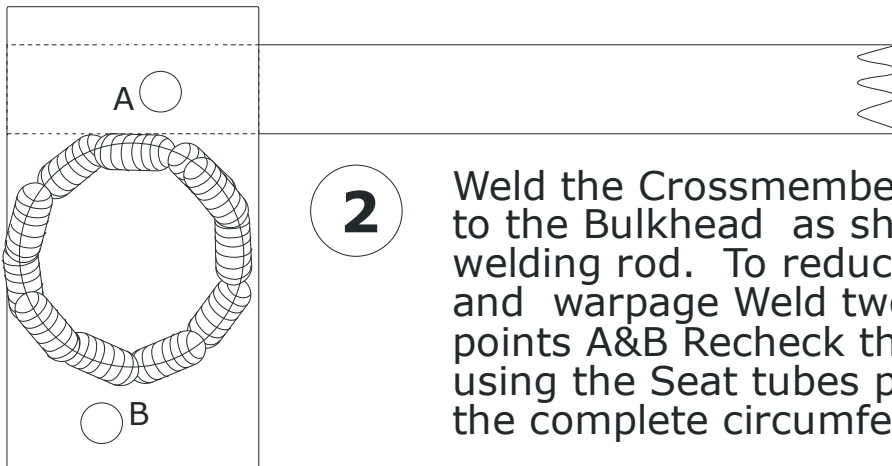 A
B
2
Weld the Crossmembe
to the Bulkhead as sh
welding rod. To reduc
and warpage Weld tw
points A&B Recheck th
using the Seat tubes p
the complete circumfe